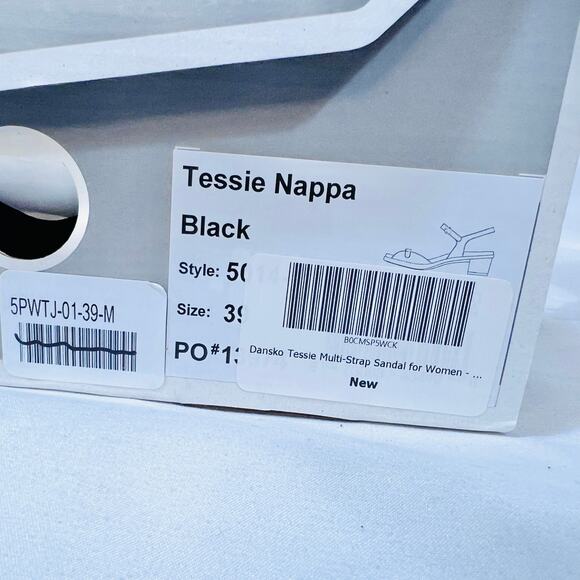 Tessie Nappa
Black
Style: 50
Size: 39
PO#13
5PWTJ-01-39-M
B0CMSP5WCK
Dansko Tessie Multi-Strap Sandal for Women - ...
New